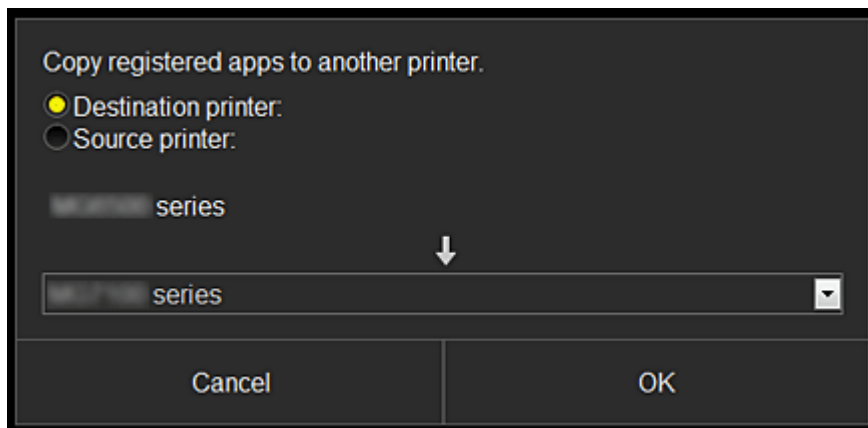 Copy registered apps to another printer.
Destination printer:
Source printer:
series
series
Cancel
OK